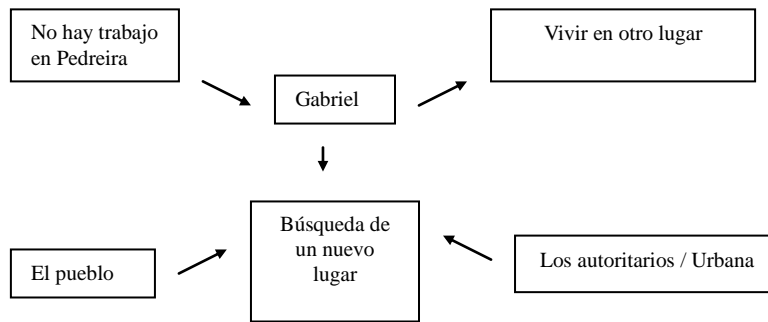 No hay trabajo
en Pedreira
Vivir en otro lugar
Gabriel
Búsqueda de
un nuevo
lugar
El pueblo
Los autoritarios / Urbana